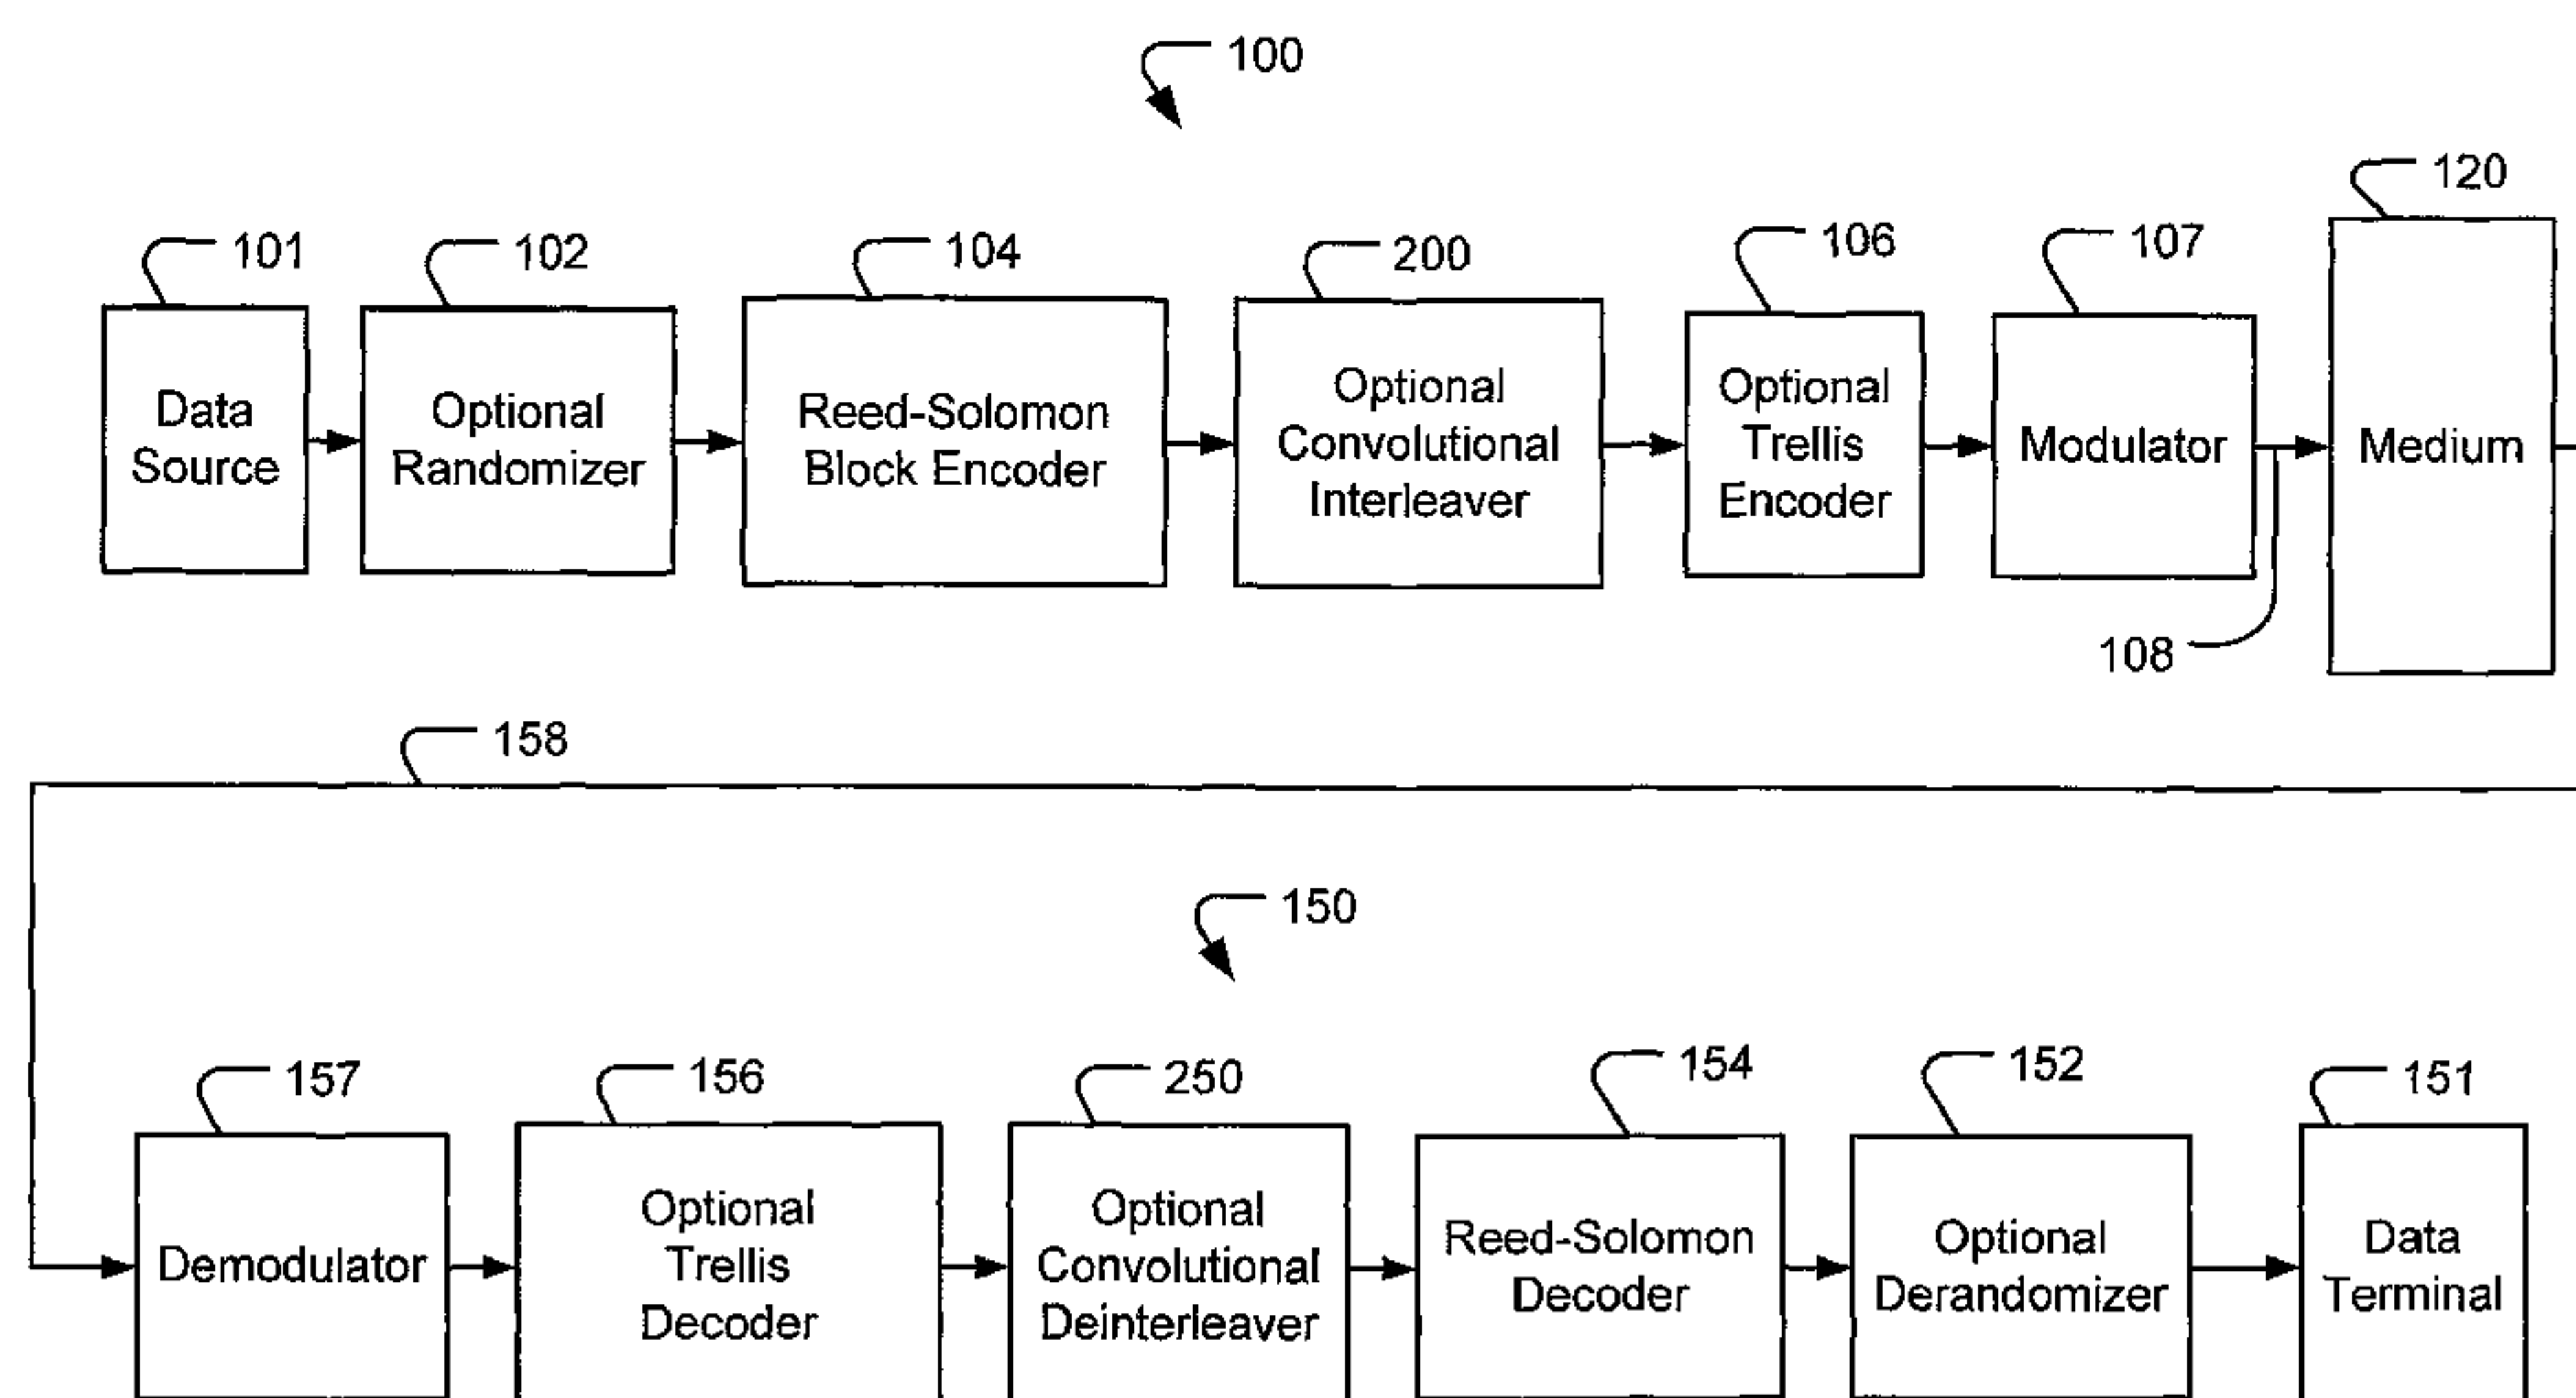 100
120
101
102
104
200
106
107
Data
Source
Optional
Randomizer
Reed-Solomon
Block Encoder
Optional
Convolutional
Interleaver
Optional
Trellis
Encoder
Modulator
Medium
108
158
150
157
156
250
154
152
151
Demodulator
Optional
Trellis
Decoder
Optional
Convolutional
Deinterleaver
Reed-Solomon
Decoder
Optional
Derandomizer
Data
Terminal